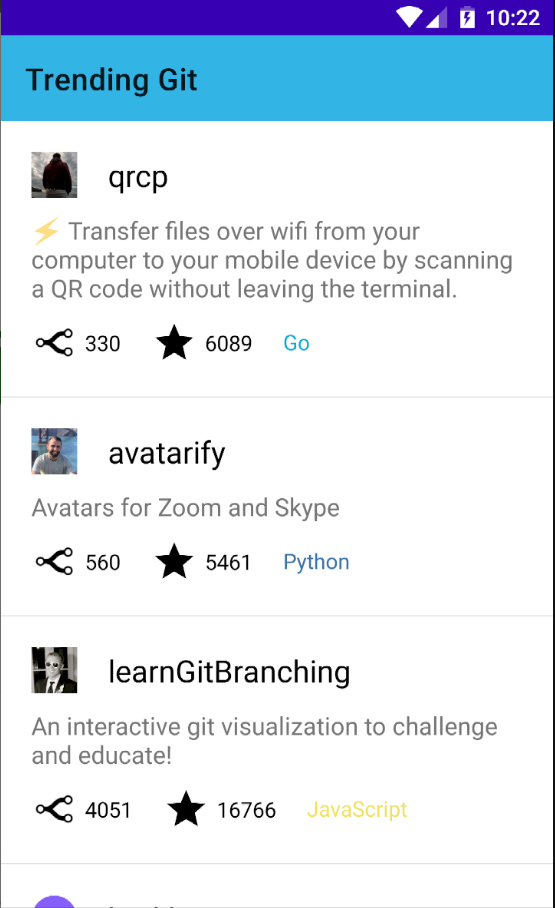 10:22
Trending Git
qrcp
⚡ Transfer files over wifi from your
computer to your mobile device by scanning
a QR code without leaving the terminal.
330 6089 Go
avatarify
Avatars for Zoom and Skype
560 5461 Python
learnGitBranching
An interactive git visualization to challenge
and educate!
4051 16766 JavaScript